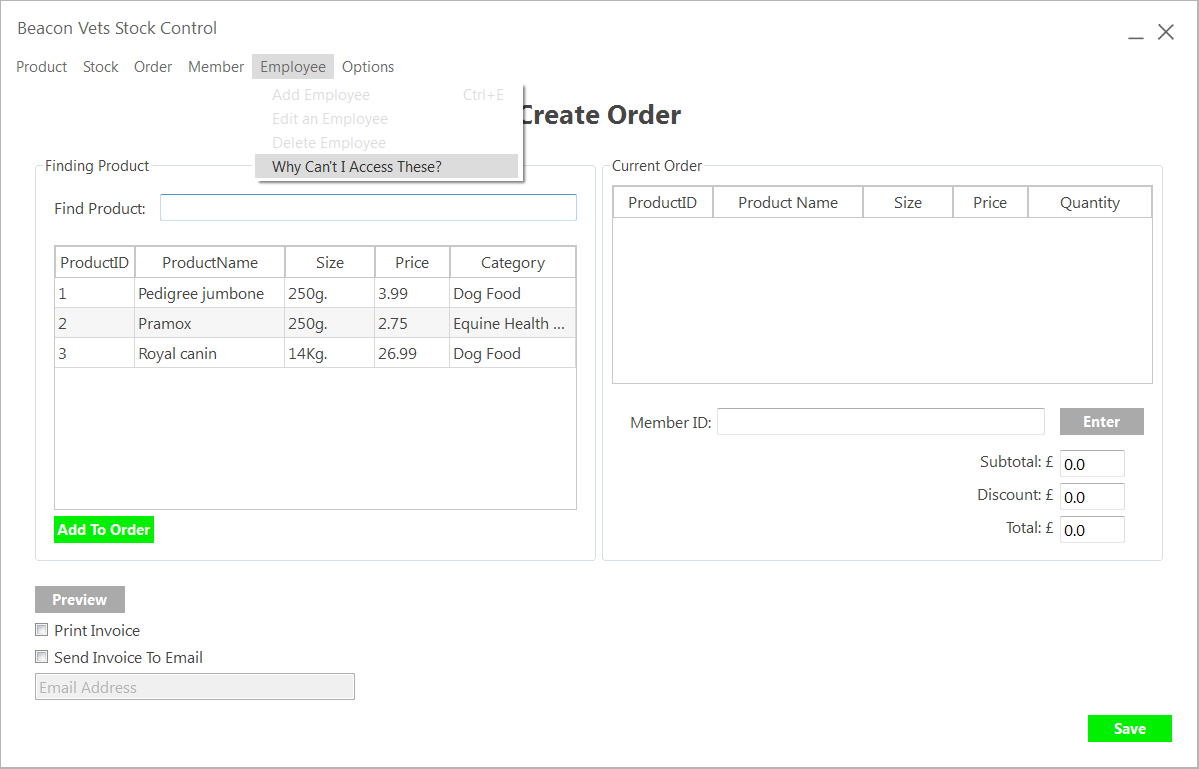 Beacon Vets Stock Control
Product Stock Order Member Employee Options
Add Employee Ctrl+E
Edit an Employee
Delete Employee
Why Can't I Access These?
Create Order
Finding Product
Find Product:
ProductID ProductName Size Price Category
1 Pedigree jumbone 250g. 3.99 Dog Food
2 Pramox 250g. 2.75 Equine Health ...
3 Royal canin 14Kg. 26.99 Dog Food
Add To Order
Current Order
ProductID Product Name Size Price Quantity
Member ID: Enter
Subtotal: £ 0.0
Discount: £ 0.0
Total: £ 0.0
Preview
Print Invoice
Send Invoice To Email
Email Address
Save